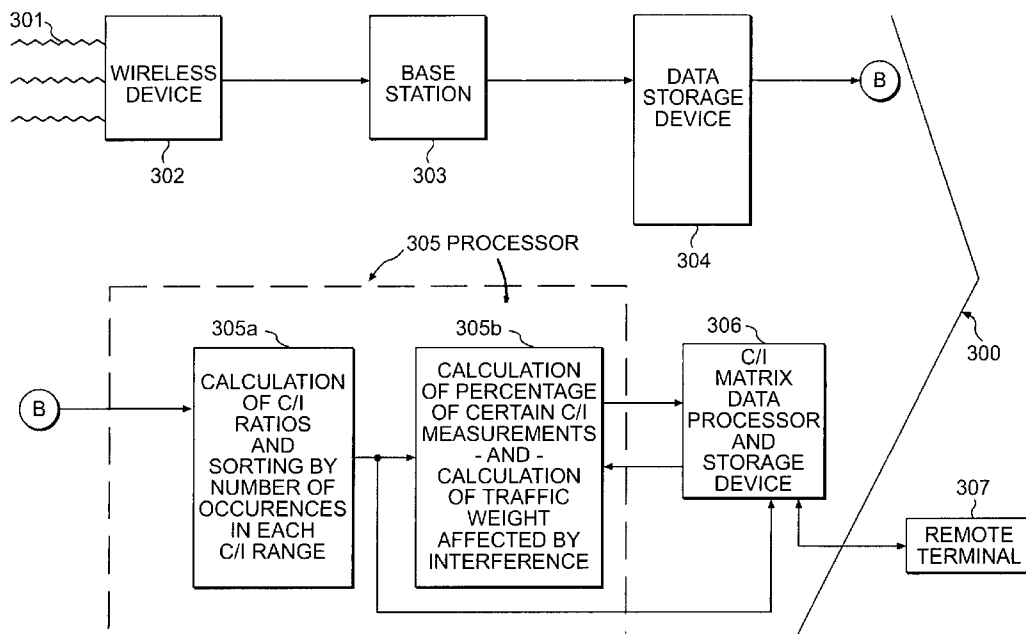 301
WIRELESS
DEVICE
302
BASE
STATION
303
DATA
STORAGE
DEVICE
304
B
300
305 PROCESSOR
B
305a
CALCULATION
OF C/I
RATIOS
AND
SORTING BY
NUMBER OF
OCCURENCES
IN EACH
C/I RANGE
305b
CALCULATION
OF PERCENTAGE
OF CERTAIN C/I
MEASUREMENTS
- AND -
CALCULATION
OF TRAFFIC
WEIGHT
AFFECTED BY
INTERFERENCE
306
C/I
MATRIX
DATA
PROCESSOR
AND
STORAGE
DEVICE
307
REMOTE
TERMINAL